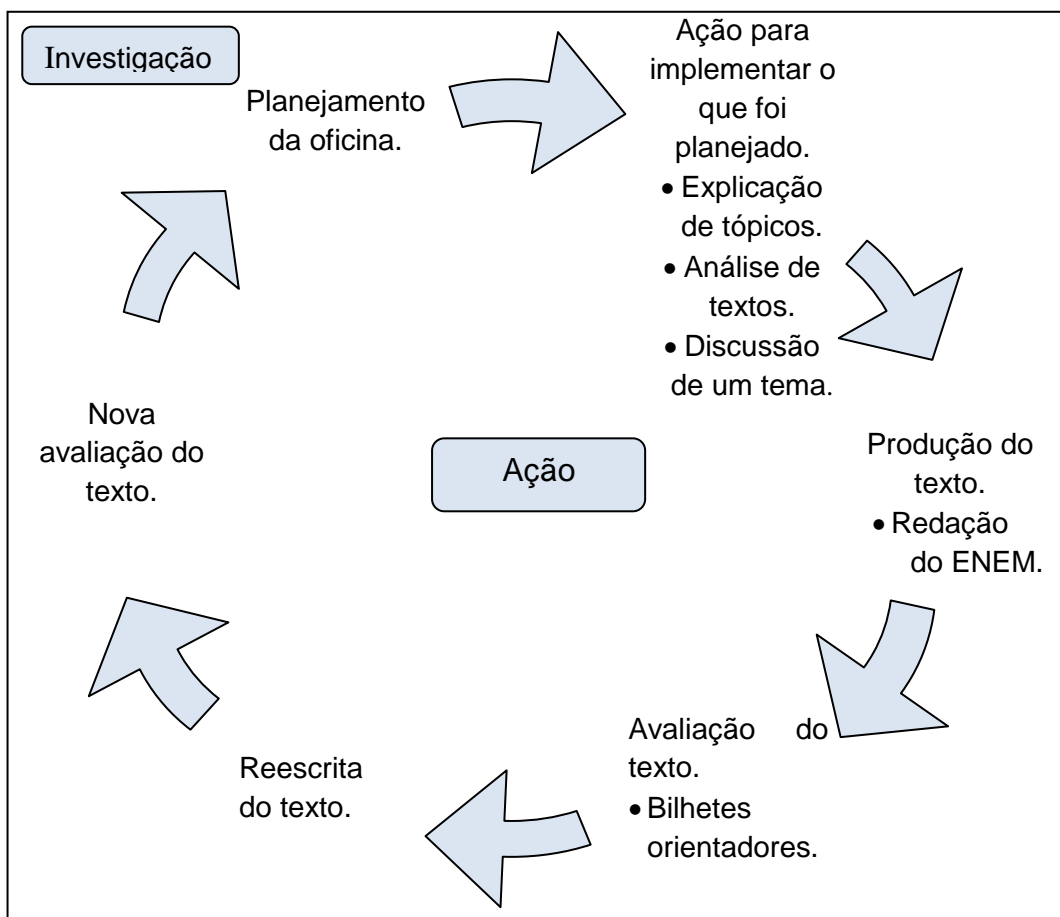 Investigação
Planejamento
da oficina.
Ação para
implementar o
que foi
planejado.
• Explicação
de tópicos.
• Análise de
textos.
• Discussão
de um tema.
Produção do
texto.
• Redação
do ENEM.
Avaliação do
texto.
• Bilhetes
orientadores.
Reescrita
do texto.
Nova
avaliação do
texto.
Ação